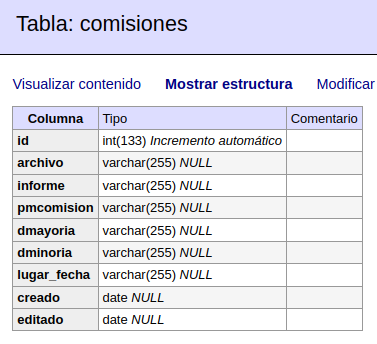 Tabla: comisiones
Visualizar contenido Mostrar estructura Modificar
Columna Tipo Comentario
id int(133) Incremento automático
archivo varchar(255) NULL
informe varchar(255) NULL
pmcomision varchar(255) NULL
dmayoria varchar(255) NULL
dminoria varchar(255) NULL
lugar_fecha varchar(255) NULL
creado date NULL
editado date NULL